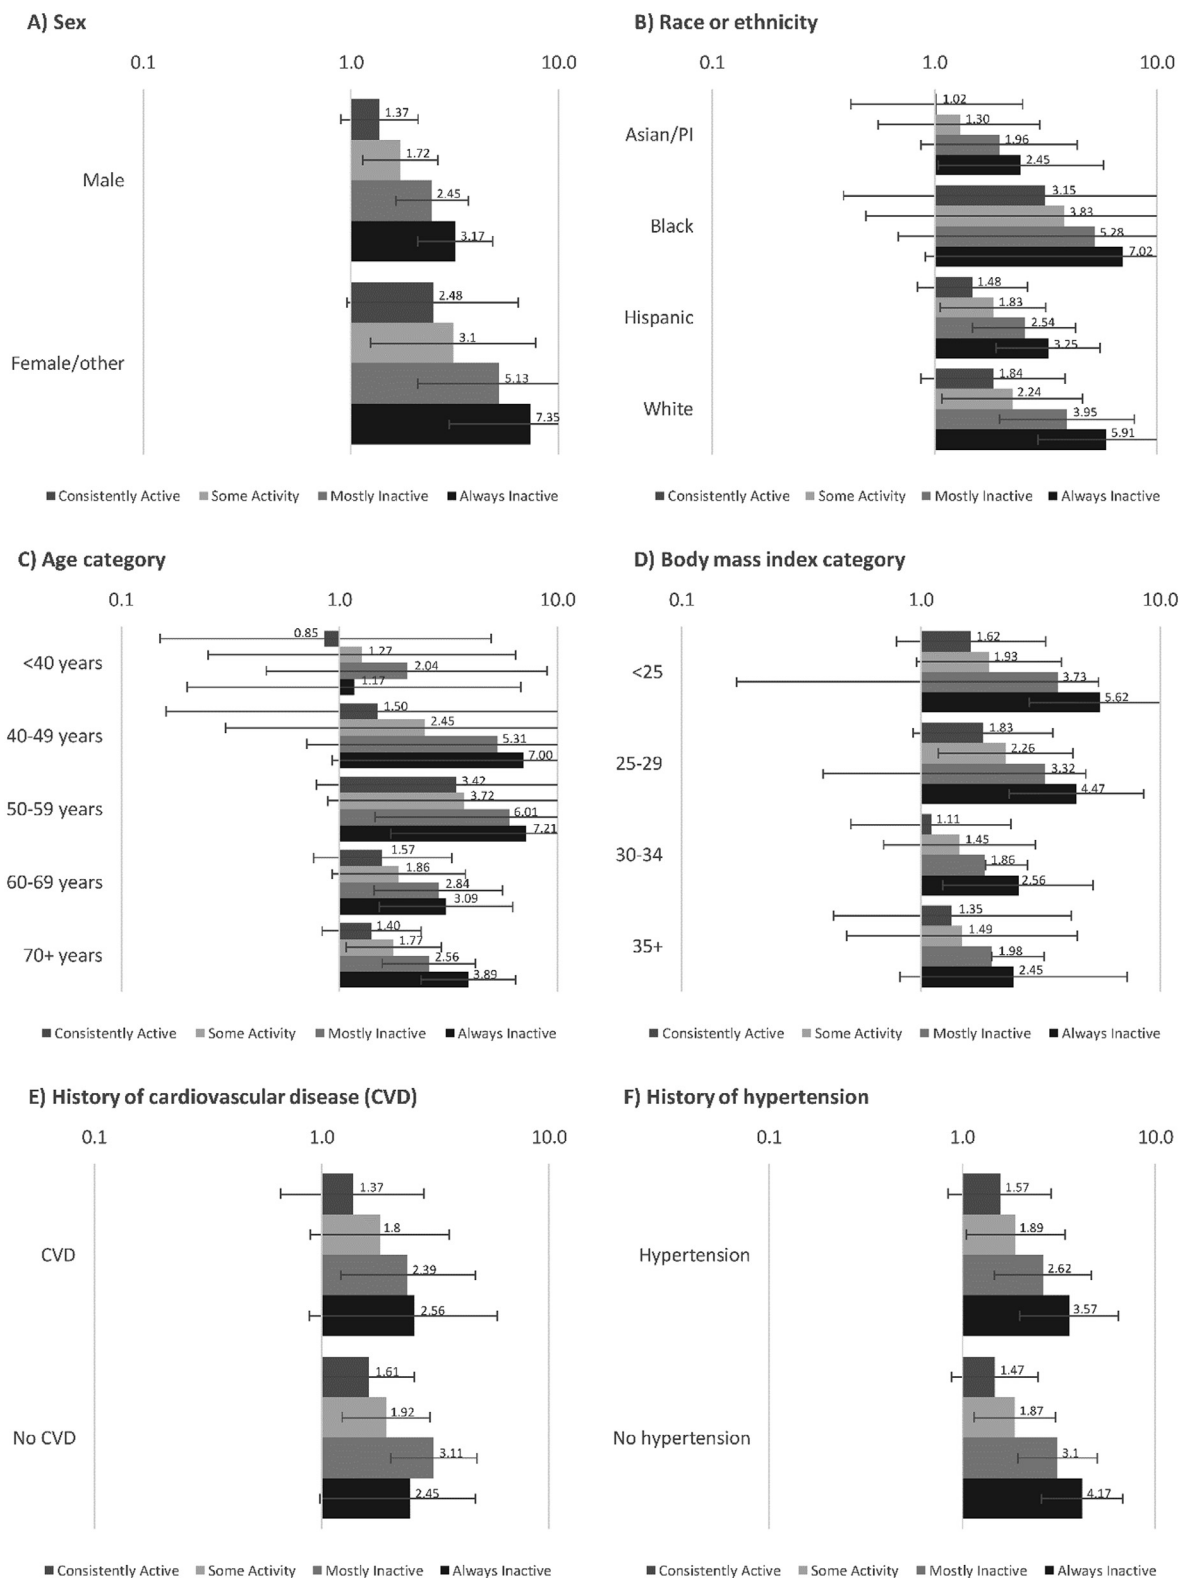 A) Sex
0.1 1.0 10.0
1.37
1.72
Male
2.45
3.17
2.48
3.1
Female/other
5.13
7.35
Consistently Active Some Activity Mostly Inactive Always Inactive
B) Race or ethnicity
0.1 1.0 10.0
1.02
1.30
Asian/PI
1.96
2.45
3.15
3.83
Black
5.28
7.02
1.48
1.83
Hispanic
2.54
3.25
1.84
2.24
White
3.95
5.91
Consistently Active Some Activity Mostly Inactive Always Inactive
C) Age category
0.1 1.0 10.0
0.85
1.27
<40 years
2.04
1.17
1.50
2.45
40-49 years
5.31
7.00
3.42
3.72
50-59 years
6.01
7.21
1.57
1.86
60-69 years
2.84
3.09
1.40
1.77
70+ years
2.56
3.89
Consistently Active Some Activity Mostly Inactive Always Inactive
D) Body mass index category
0.1 1.0 10.0
1.62
1.93
<25
3.73
5.62
1.83
2.26
25-29
3.32
4.47
1.11
1.45
30-34
1.86
2.56
1.35
1.49
35+
1.98
2.45
Consistently Active Some Activity Mostly Inactive Always Inactive
E) History of cardiovascular disease (CVD)
0.1 1.0 10.0
1.37
1.8
CVD
2.39
2.56
1.61
1.92
No CVD
3.11
2.45
Consistently Active Some Activity Mostly Inactive Always Inactive
F) History of hypertension
0.1 1.0 10.0
1.57
1.89
Hypertension
2.62
3.57
1.47
1.87
No hypertension
3.1
4.17
Consistently Active Some Activity Mostly Inactive Always Inactive